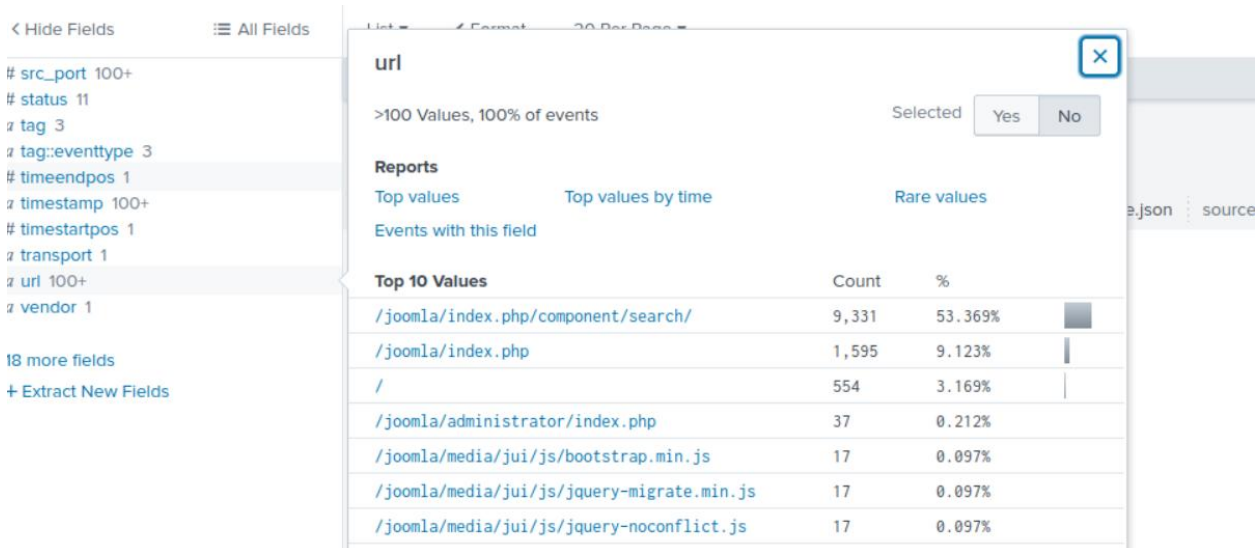 < Hide Fields
All Fields
List
Format
20 Per Page
# src_port 100+
# status 11
a tag 3
a tag::eventtype 3
# timeendpos 1
a timestamp 100+
# timestartpos 1
a transport 1
a url 100+
a vendor 1
18 more fields
+ Extract New Fields
url
>100 Values, 100% of events
Selected Yes No
Reports
Top values Top values by time Rare values
Events with this field
Top 10 Values Count %
/joomla/index.php/component/search/ 9,331 53.369%
/joomla/index.php 1,595 9.123%
/ 554 3.169%
/joomla/administrator/index.php 37 0.212%
/joomla/media/jui/js/bootstrap.min.js 17 0.097%
/joomla/media/jui/js/jquery-migrate.min.js 17 0.097%
/joomla/media/jui/js/jquery-noconflict.js 17 0.097%
e.json source